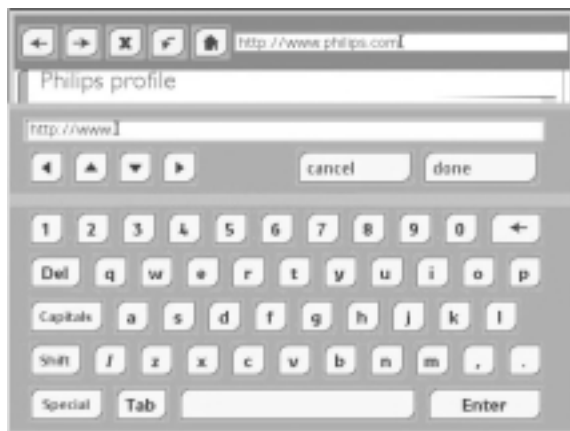 http://www.philips.com
Philips profile
http://www.
cancel done
1 2 3 4 5 6 7 8 9 0
Del q w e r t y u i o p
Capitals a s d f g h j k l
Shift / z x c v b n m , .
Special Tab Enter